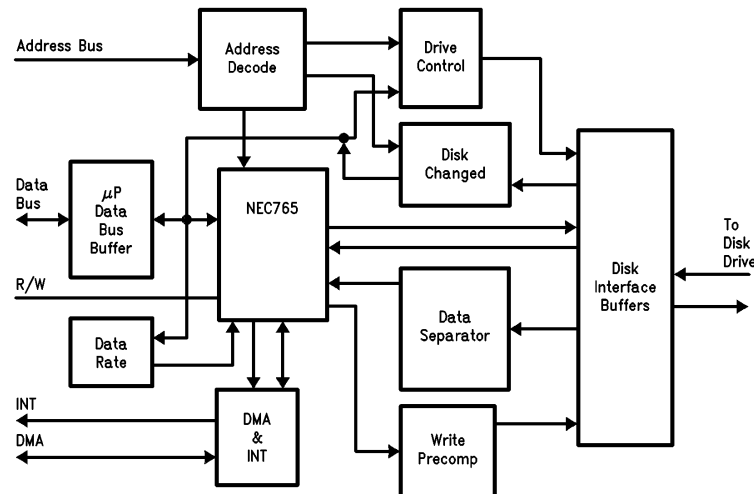 Address Bus
Address
Decode
Drive
Control
Disk
Changed
Data
Bus
μP
Data
Bus
Buffer
NEC765
To
Disk
Drive
Disk
Interface
Buffers
R/W
Data
Separator
Data
Rate
INT
DMA
DMA
&
INT
Write
Precomp